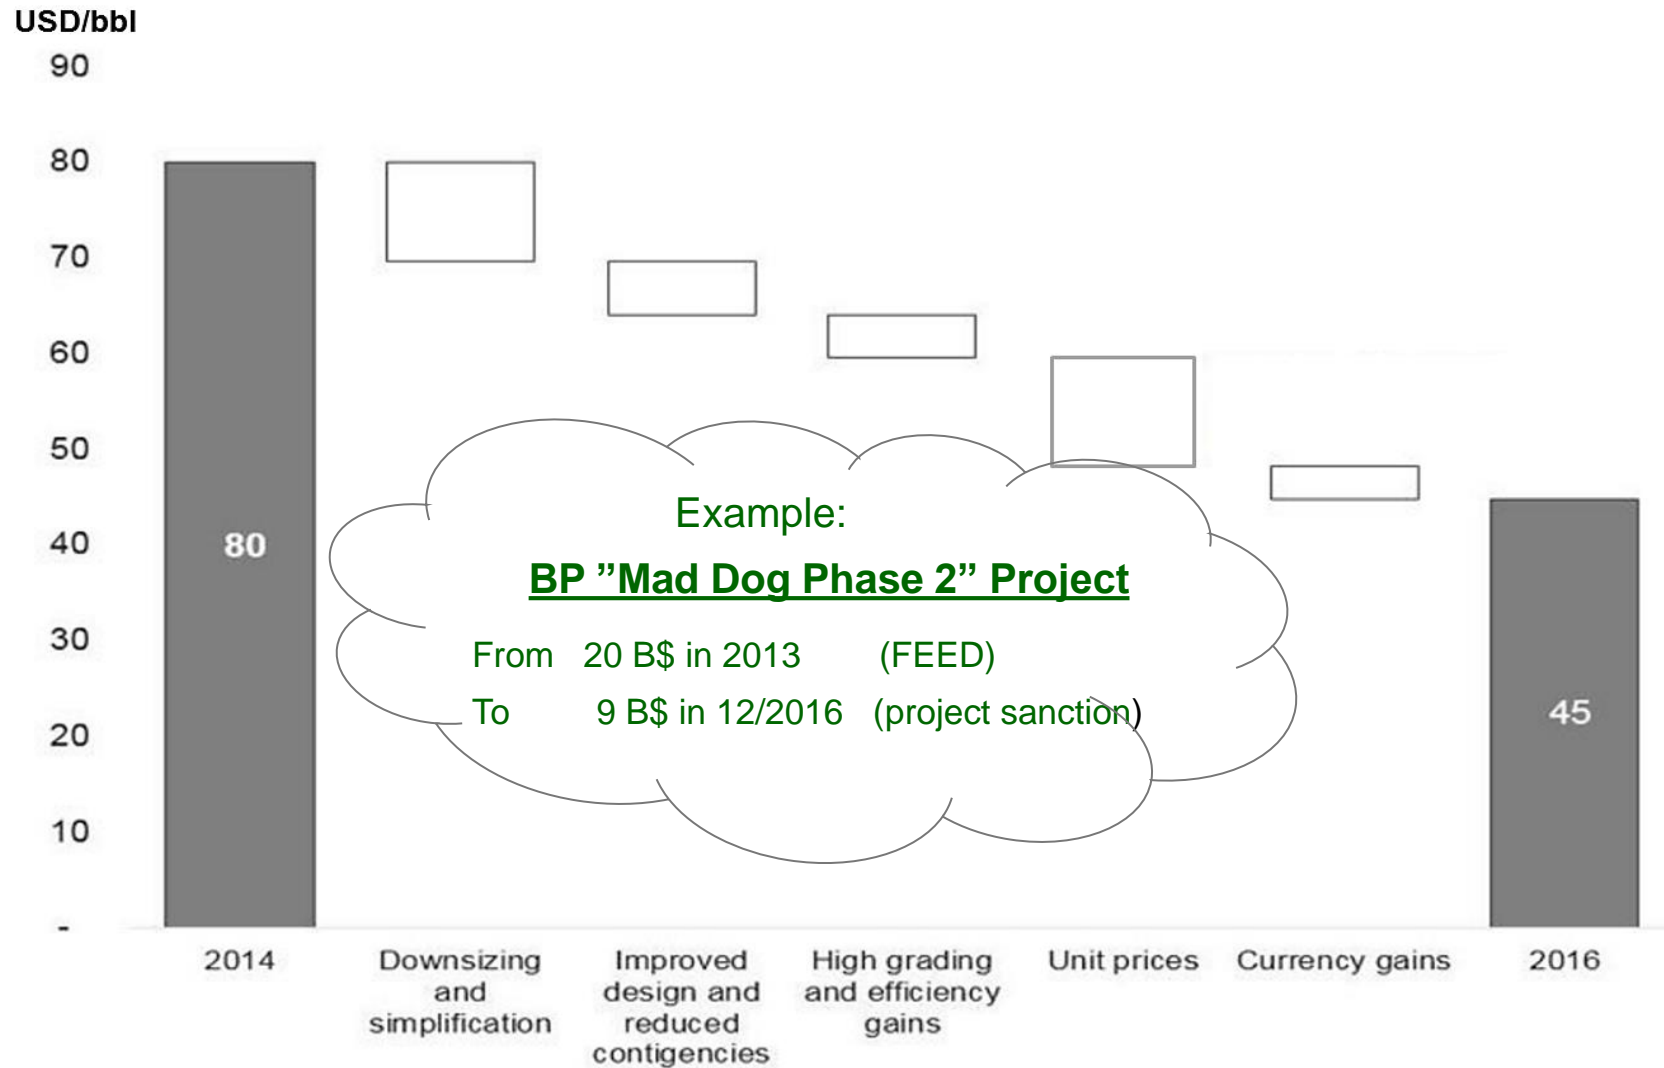 USD/bbl
90
80
70
60
50
40
30
20
10
-
80
45
Example:
BP ”Mad Dog Phase 2” Project
From 20 B$ in 2013 (FEED)
To 9 B$ in 12/2016 (project sanction)
2014
Downsizing
and
simplification
Improved
design and
reduced
contigencies
High grading
and efficiency
gains
Unit prices
Currency gains
2016